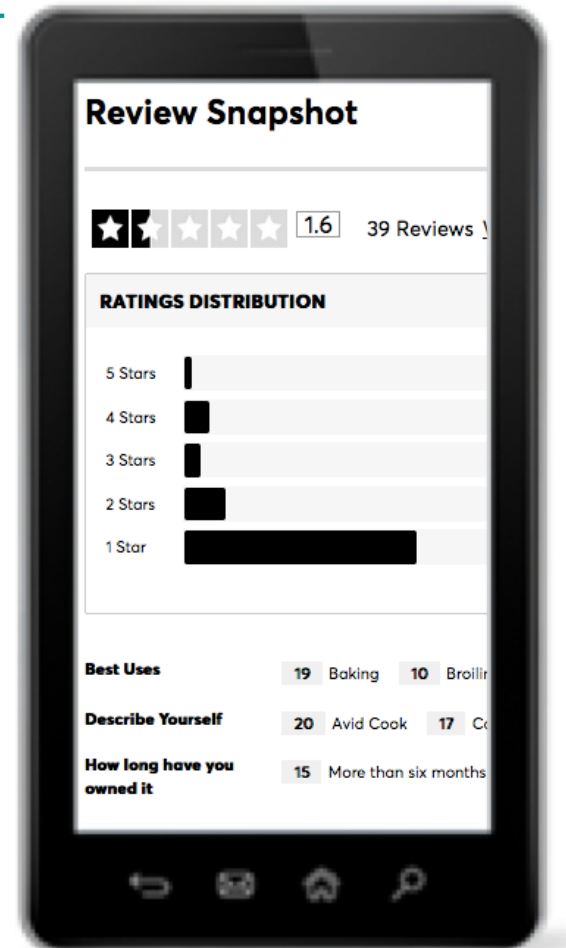 Review Snapshot
1.6 39 Reviews
RATINGS DISTRIBUTION
5 Stars
4 Stars
3 Stars
2 Stars
1 Star
Best Uses 19 Baking 10
Describe Yourself 20 Avid Cook 17
How long have you owned it 15 More than six months